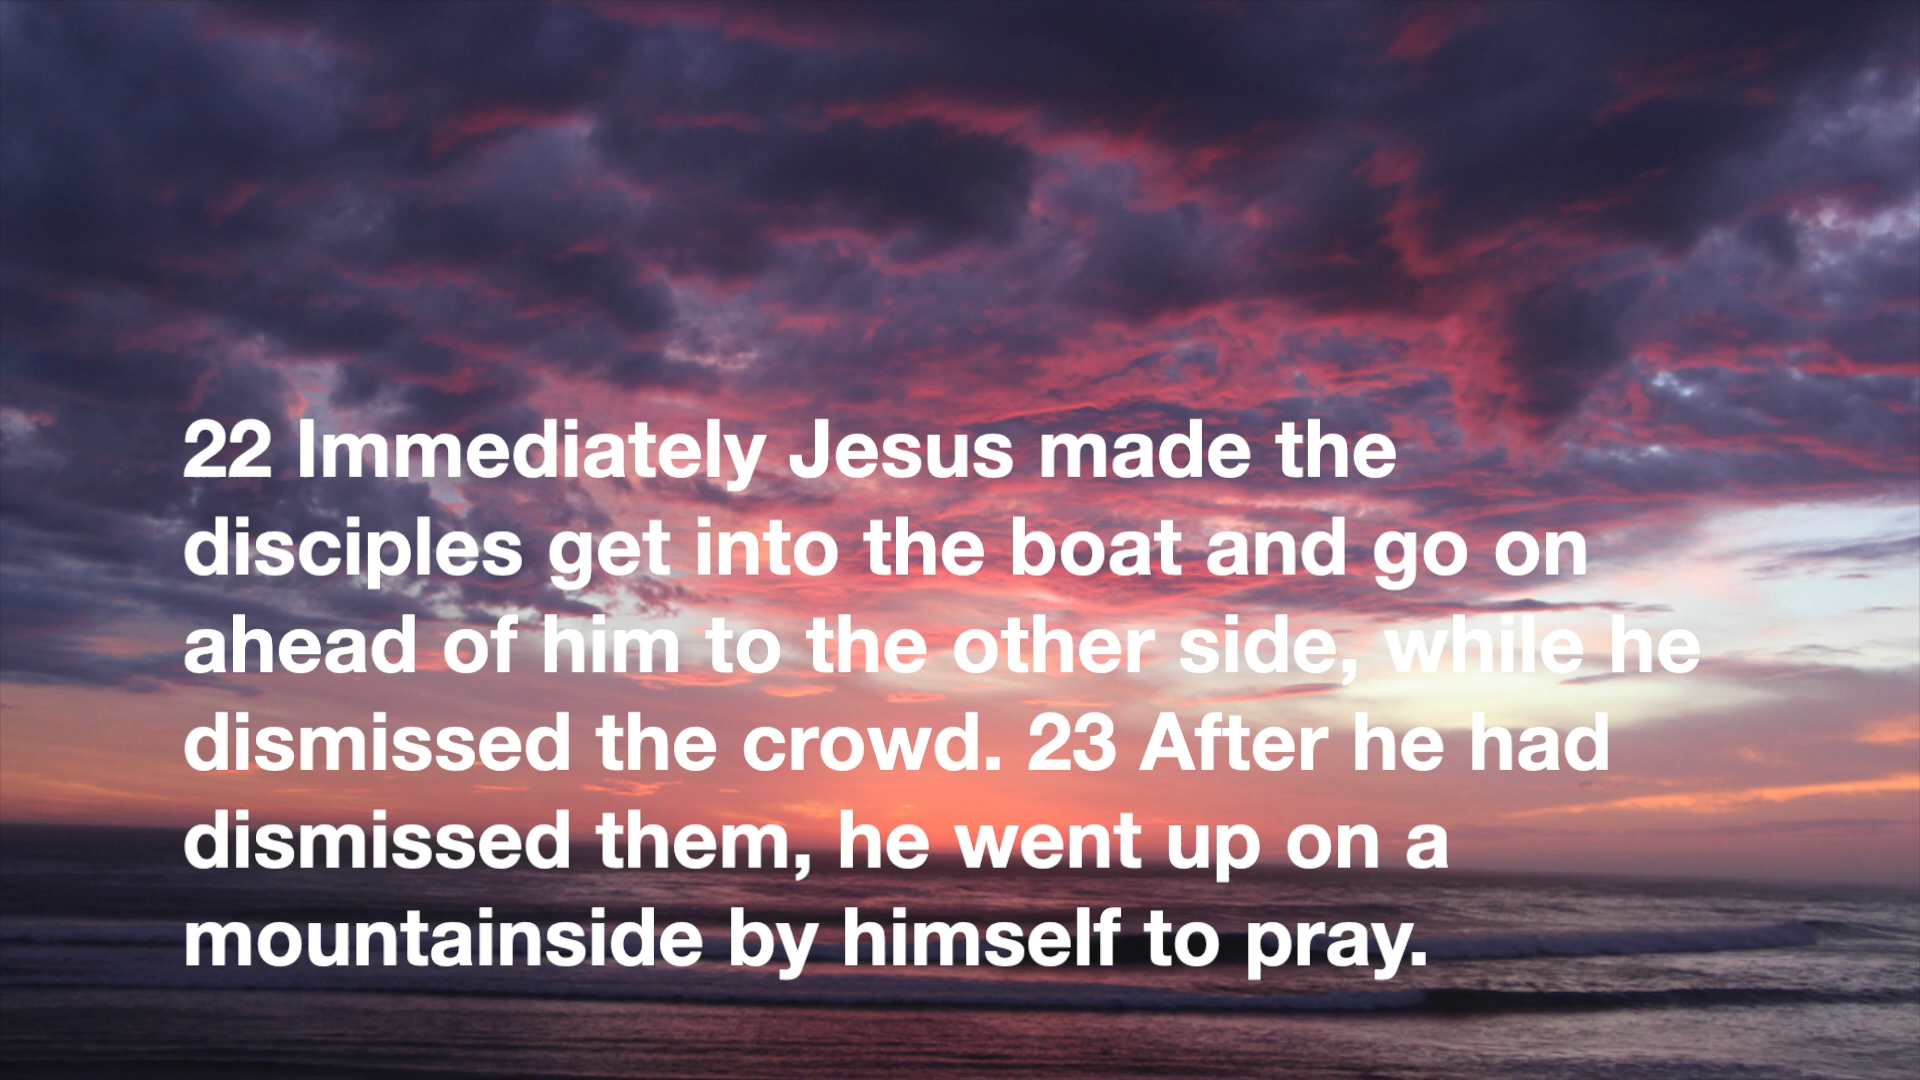 22 Immediately Jesus made the
disciples get into the boat and go on
ahead of him to the other side, while he
dismissed the crowd. 23 After he had
dismissed them, he went up on a
mountainside by himself to pray.